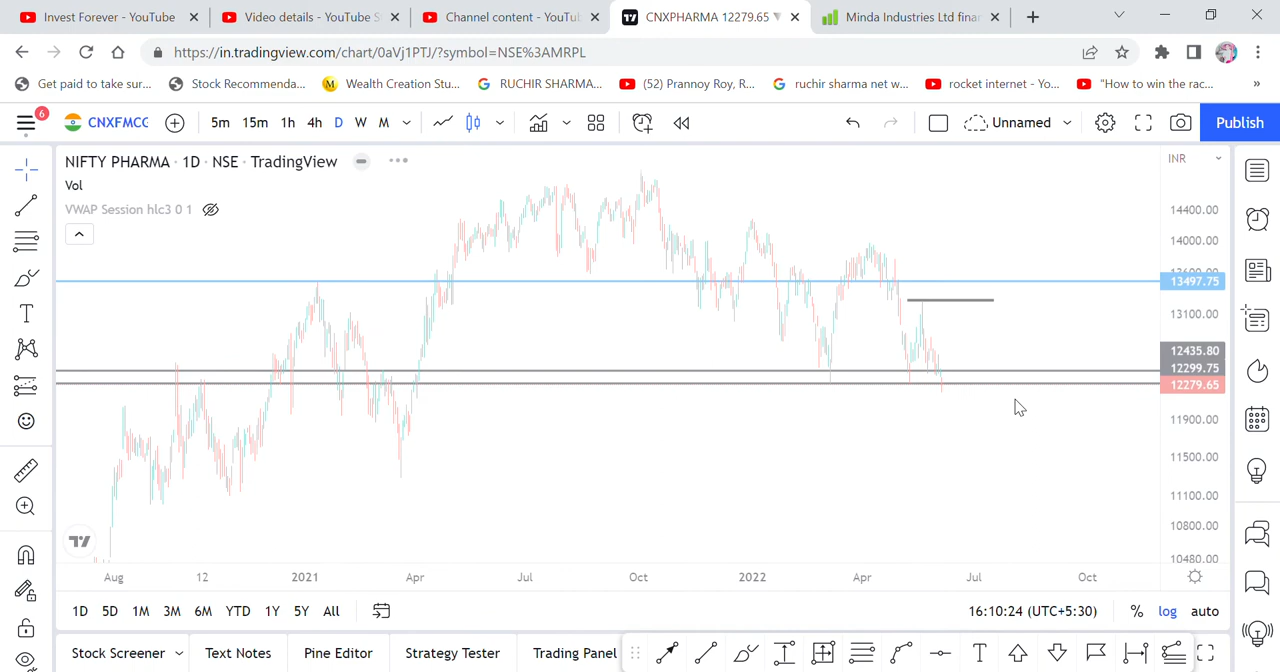 Invest Forever - YouTube
Video details - YouTube S
Channel content - YouTu
CNXPHARMA 12279.65 ▼
Minda Industries Ltd finar
https://in.tradingview.com/chart/0aVj1PTJ/?symbol=NSE%3AMRPL
Get paid to take sur...
Stock Recommenda...
M
Wealth Creation Stu...
G
RUCHIR SHARMA...
(52) Prannoy Roy, R...
G
ruchir sharma net w...
rocket internet - Yo...
"How to win the rac...
»
6
CNXFMCG
5m 15m 1h 4h D W M
Unnamed
Publish
NIFTY PHARMA · 1D · NSE · TradingView
INR
Vol
VWAP Session hlc3 0 1
14400.00
14000.00
13600.00
13497.75
13100.00
12435.80
12299.75
12279.65
11900.00
11500.00
11100.00
10800.00
10480.00
Aug 12 2021 Apr Jul Oct 2022 Apr Jul Oct
1D 5D 1M 3M 6M YTD 1Y 5Y All
16:10:24 (UTC+5:30) % log auto
Stock Screener
Text Notes
Pine Editor
Strategy Tester
Trading Panel